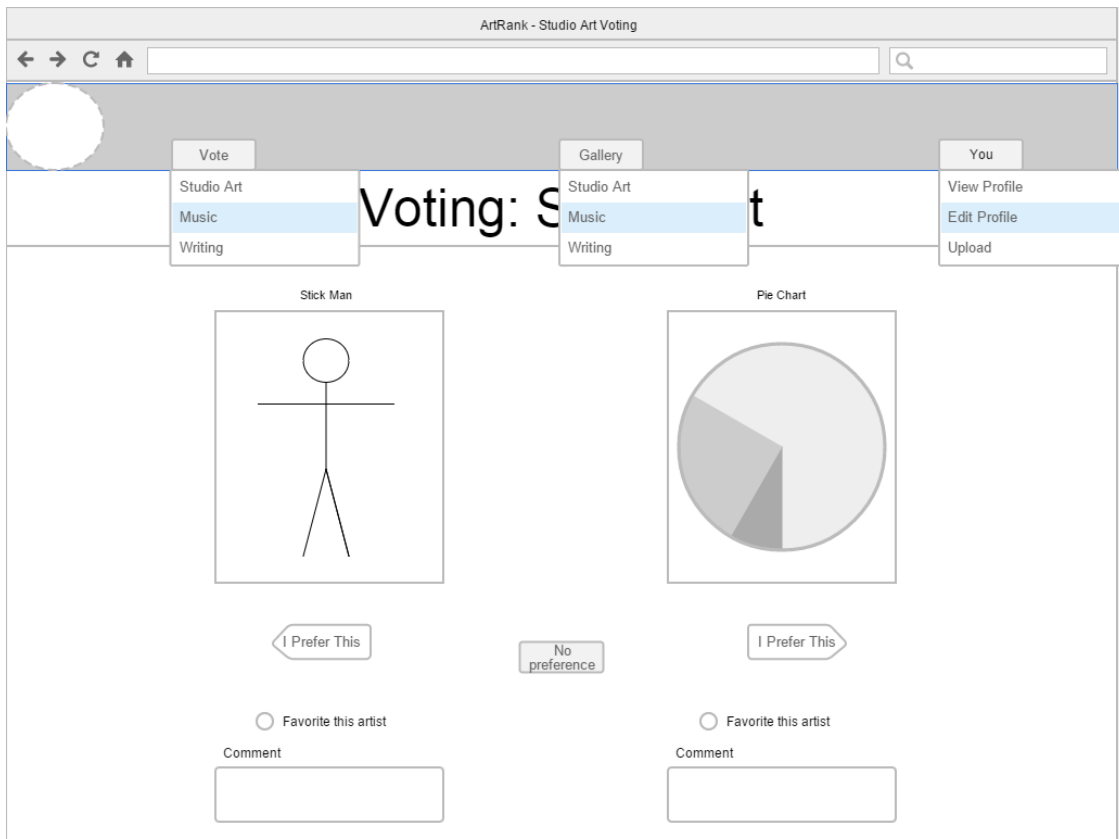 ArtRank - Studio Art Voting
Vote
Gallery
You
Studio Art
Music
Writing
Voting: S
t
Studio Art
Music
Writing
View Profile
Edit Profile
Upload
Stick Man
Pie Chart
I Prefer This
No
preference
I Prefer This
Favorite this artist
Favorite this artist
Comment
Comment